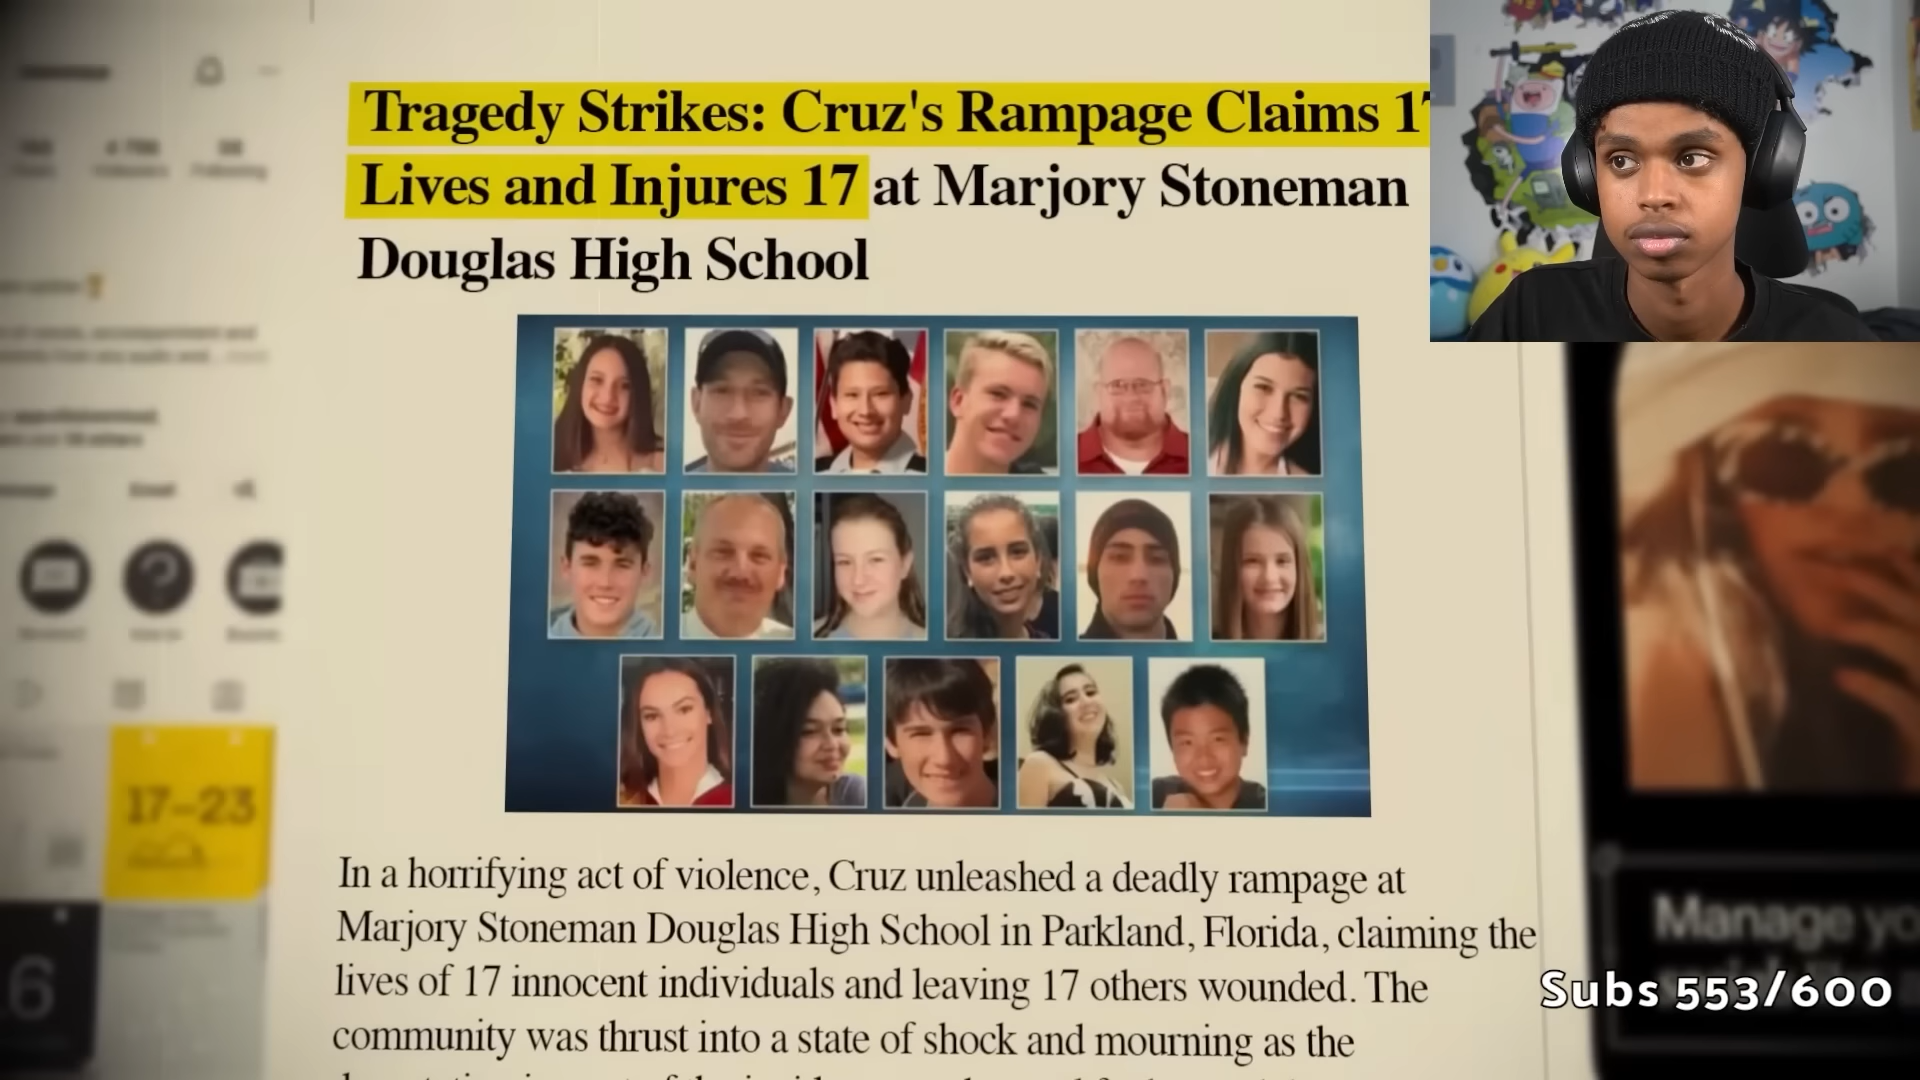 Tragedy Strikes: Cruz's Rampage Claims 17
Lives and Injures 17 at Marjory Stoneman
Douglas High School
In a horrifying act of violence, Cruz unleashed a deadly rampage at
Marjory Stoneman Douglas High School in Parkland, Florida, claiming the
lives of 17 innocent individuals and leaving 17 others wounded. The
community was thrust into a state of shock and mourning as the
17-23
6
Manage yo
Subs 553/600